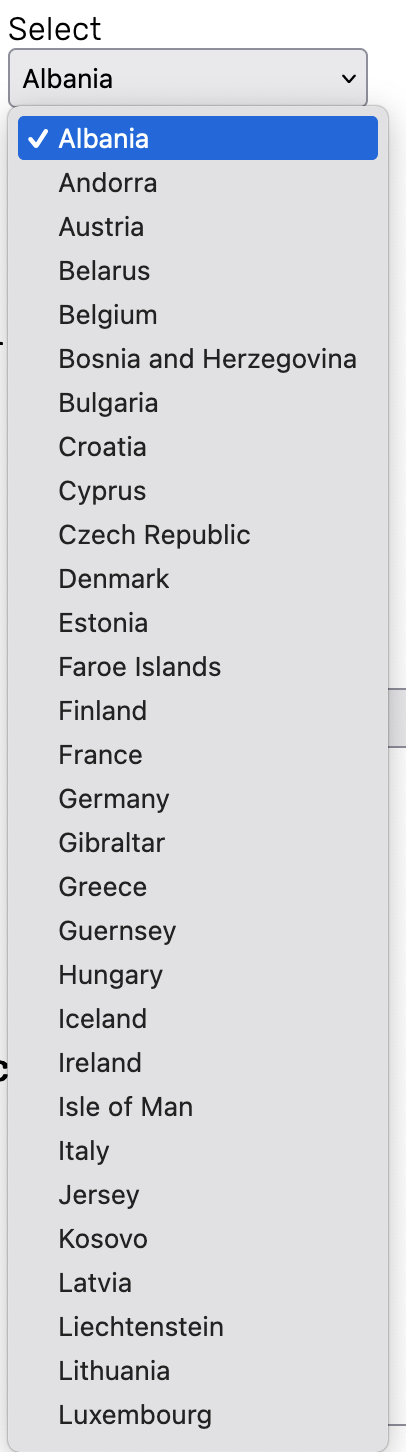 Select
Albania
✓ Albania
Andorra
Austria
Belarus
Belgium
Bosnia and Herzegovina
Bulgaria
Croatia
Cyprus
Czech Republic
Denmark
Estonia
Faroe Islands
Finland
France
Germany
Gibraltar
Greece
Guernsey
Hungary
Iceland
Ireland
Isle of Man
Italy
Jersey
Kosovo
Latvia
Liechtenstein
Lithuania
Luxembourg